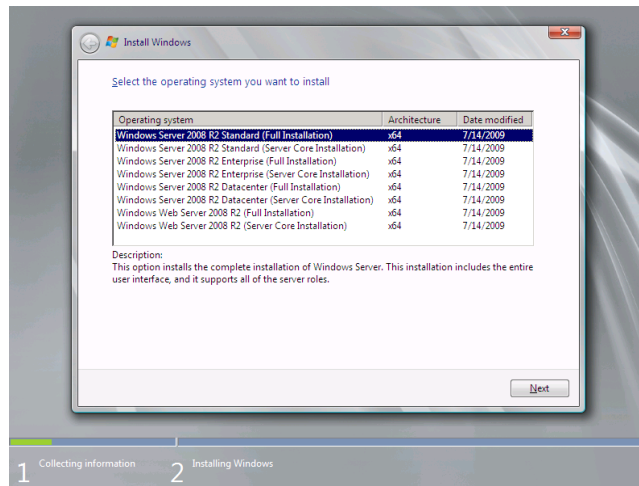 Install Windows
Select the operating system you want to install
Operating system Architecture Date modified
Windows Server 2008 R2 Standard (Full Installation) x64 7/14/2009
Windows Server 2008 R2 Standard (Server Core Installation) x64 7/14/2009
Windows Server 2008 R2 Enterprise (Full Installation) x64 7/14/2009
Windows Server 2008 R2 Enterprise (Server Core Installation) x64 7/14/2009
Windows Server 2008 R2 Datacenter (Full Installation) x64 7/14/2009
Windows Server 2008 R2 Datacenter (Server Core Installation) x64 7/14/2009
Windows Web Server 2008 R2 (Full Installation) x64 7/14/2009
Windows Web Server 2008 R2 (Server Core Installation) x64 7/14/2009
Description:
This option installs the complete installation of Windows Server. This installation includes the entire
user interface, and it supports all of the server roles.
Next
1 Collecting information 2 Installing Windows